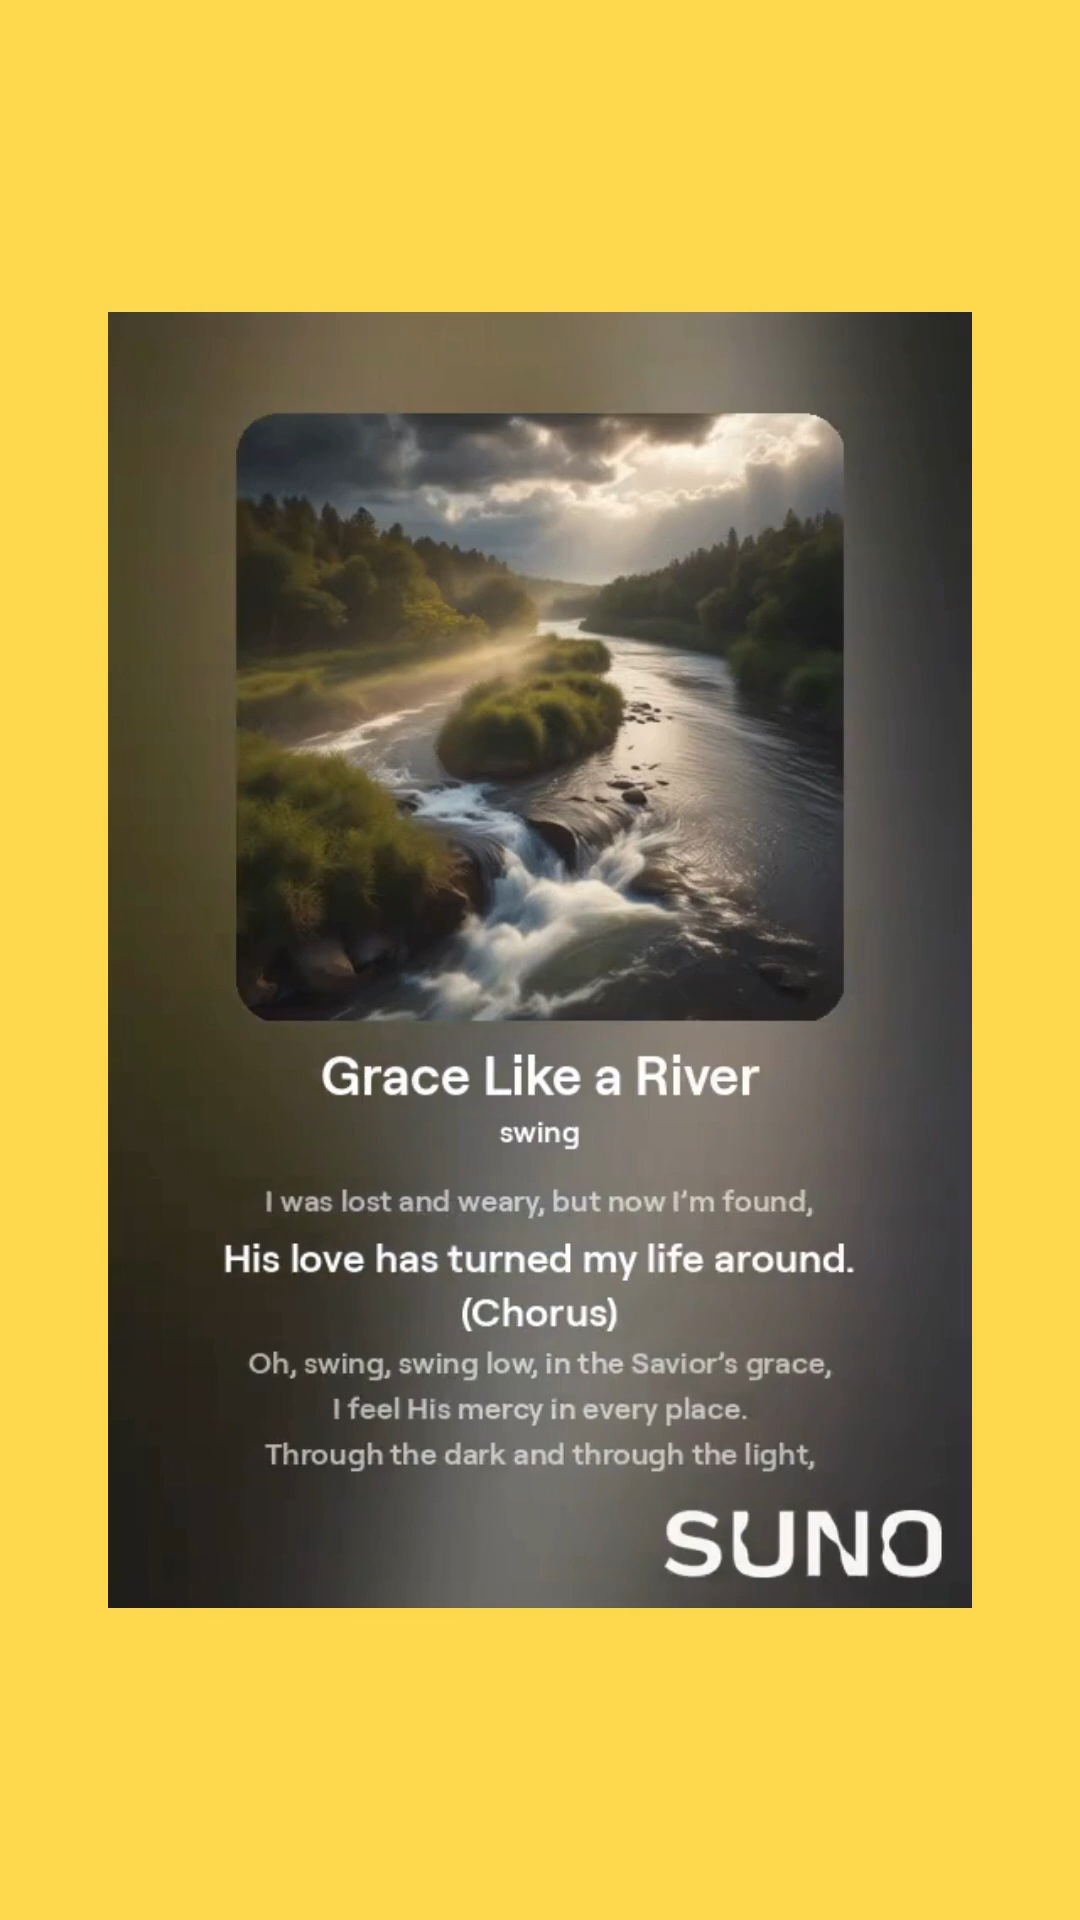 Grace Like a River
swing
I was lost and weary, but now I’m found,
His love has turned my life around.
(Chorus)
Oh, swing, swing low, in the Savior’s grace,
I feel His mercy in every place.
Through the dark and through the light,
SUNO